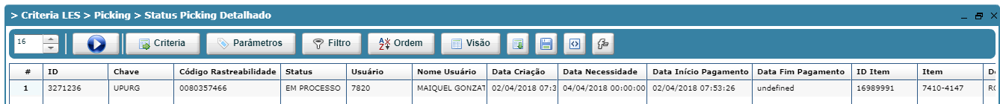 > Criteria LES > Picking > Status Picking Detalhado
16 Criteria Parâmetros Filtro Ordem Visão
# ID Chave Código Rastreabilidade Status Usuário Nome Usuário Data Criação Data Necessidade Data Início Pagamento Data Fim Pagamento ID Item Item
1 3271236 UPURG 0080357466 EM PROCESSO 7820 MAIQUEL GONZAT 02/04/2018 07:3 04/04/2018 00:00:00 02/04/2018 07:53:26 undefined 16989991 7410-4147